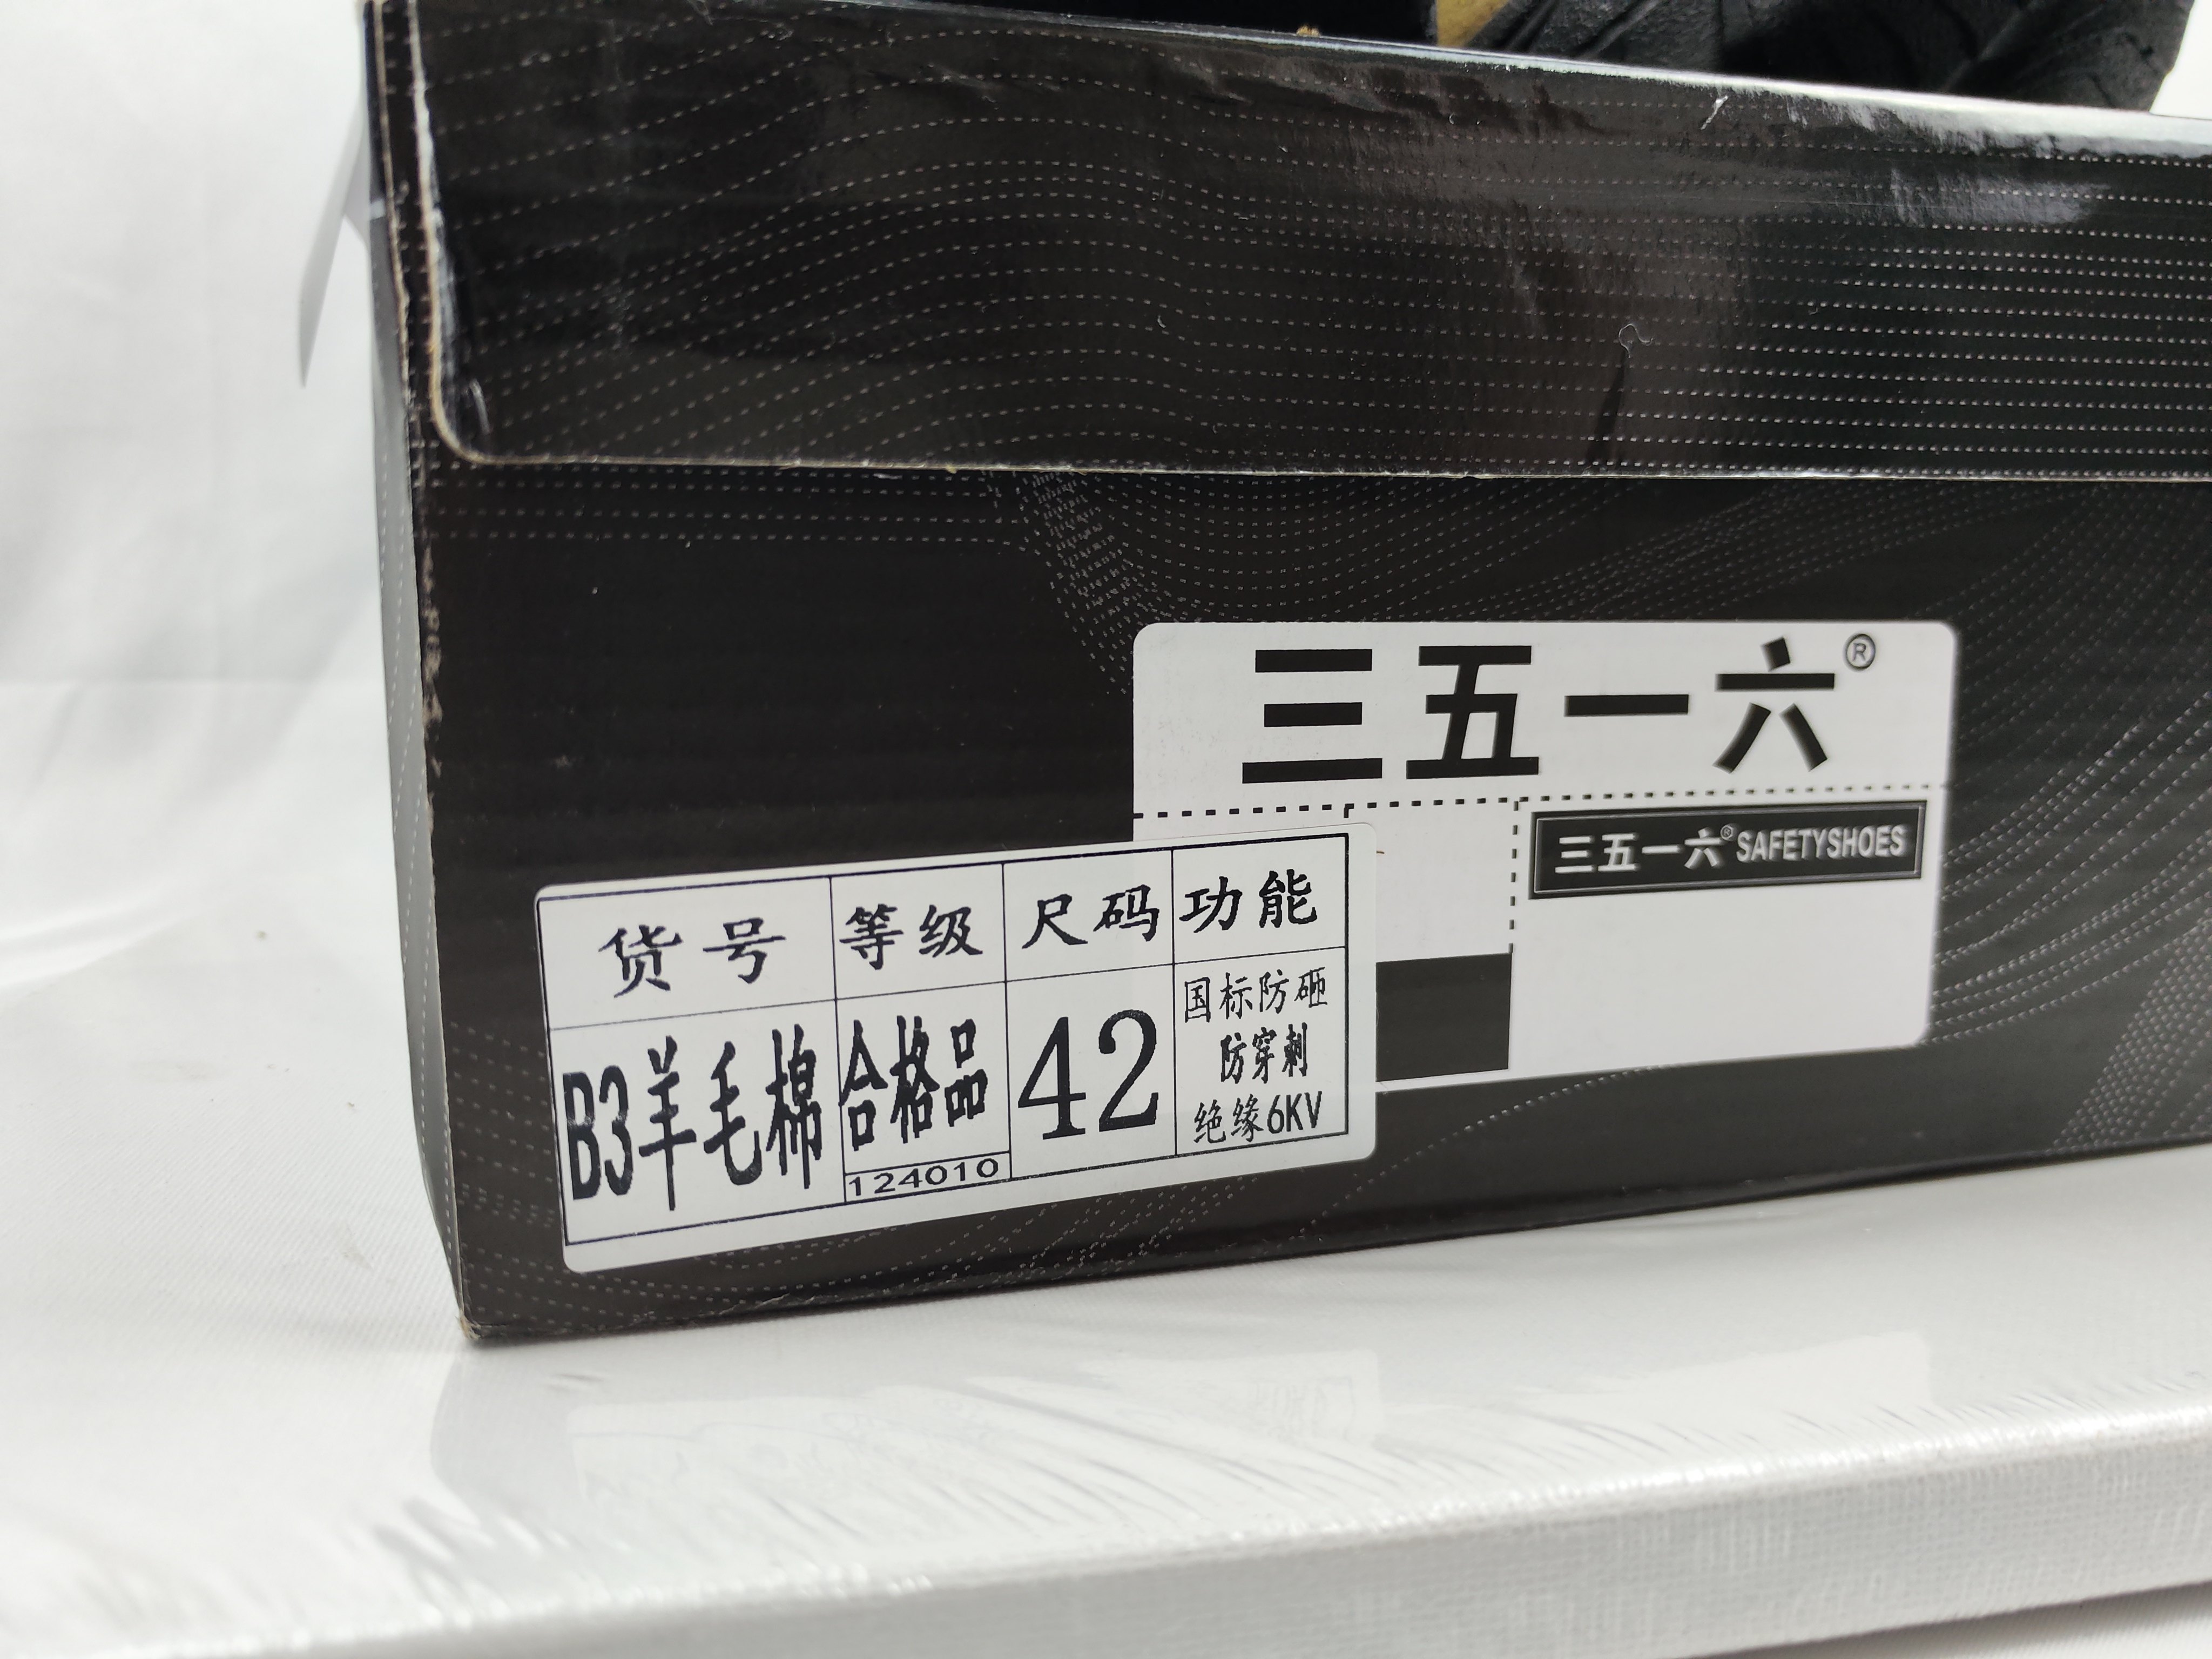 三五一六®
三五一六® SAFETYSHOES
货号 等级 尺码 功能
B3羊毛棉 合格品 42 国标防砸
防穿刺
绝缘6KV
124010